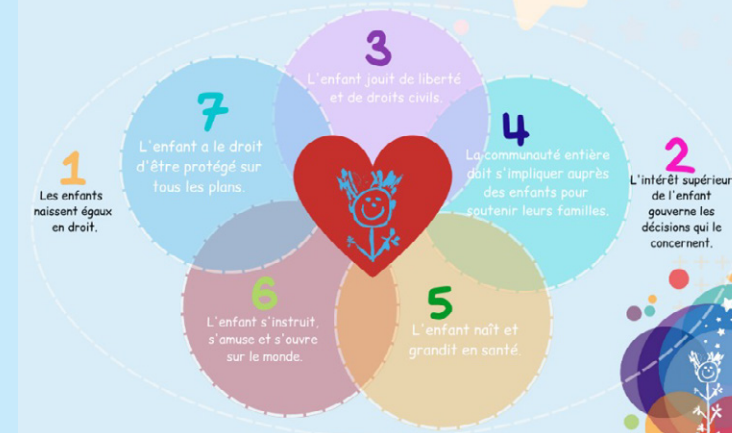 1
Les enfants
naissent égaux
en droit.
2
L'intérêt supérieur
de l'enfant
gouverne les
décisions qui le
concernent.
3
L'enfant jouit de liberté
et de droits civils.
4
La communauté entière
doit s'impliquer auprès
des enfants pour
soutenir leurs familles.
5
L'enfant naît et
grandit en santé.
6
L'enfant s'instruit,
s'amuse et s'ouvre
sur le monde.
7
L'enfant a le droit
d'être protégé sur
tous les plans.